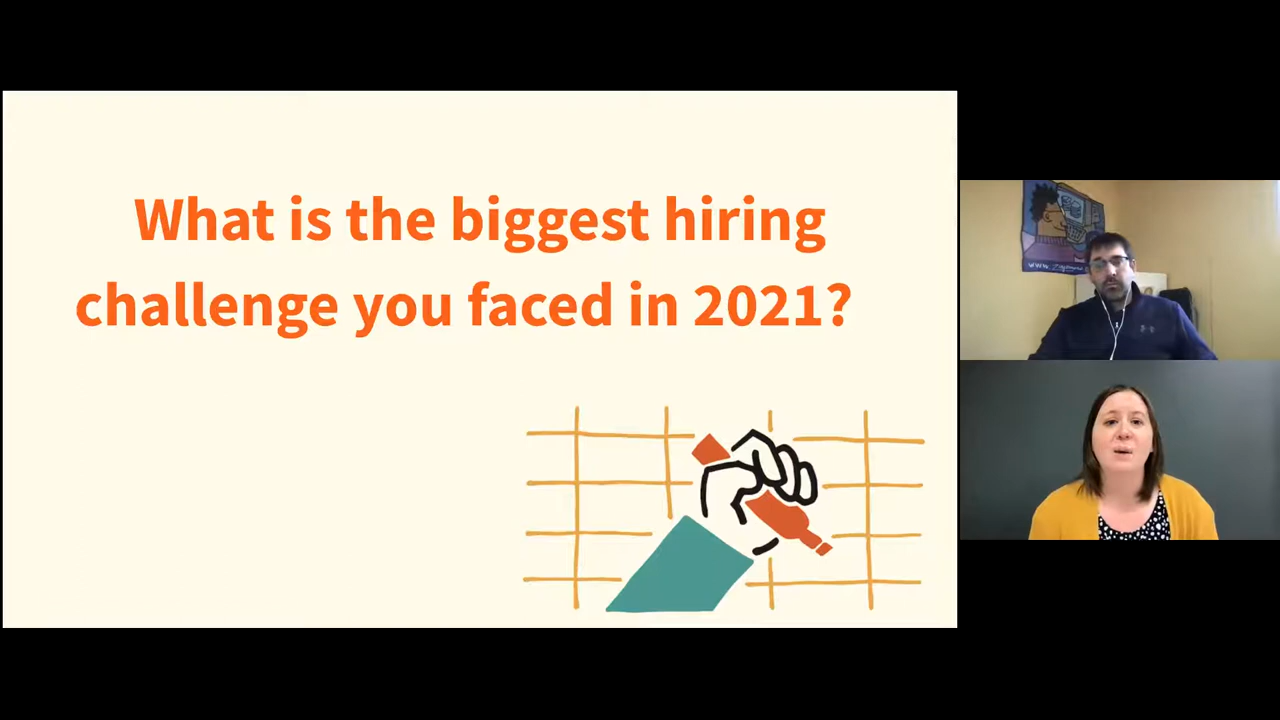 What is the biggest hiring
challenge you faced in 2021?